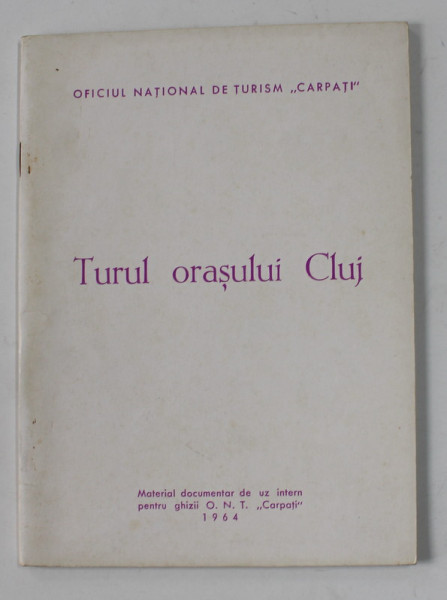 OFICIUL NAȚIONAL DE TURISM „CARPAȚI"
Turul orașului Cluj
Material documentar de uz intern
pentru ghizii O. N. T. „Carpați"
1964